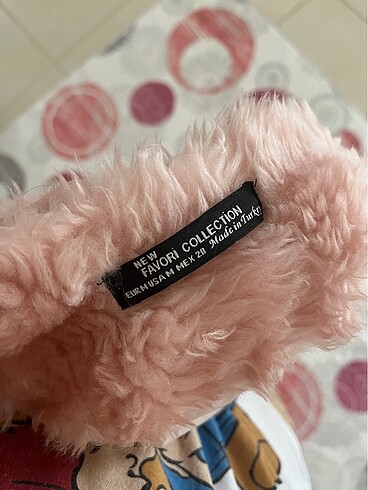 NEW
FAVORİ COLLECTION
EUR M USA M MEX 28 Made in Turkey